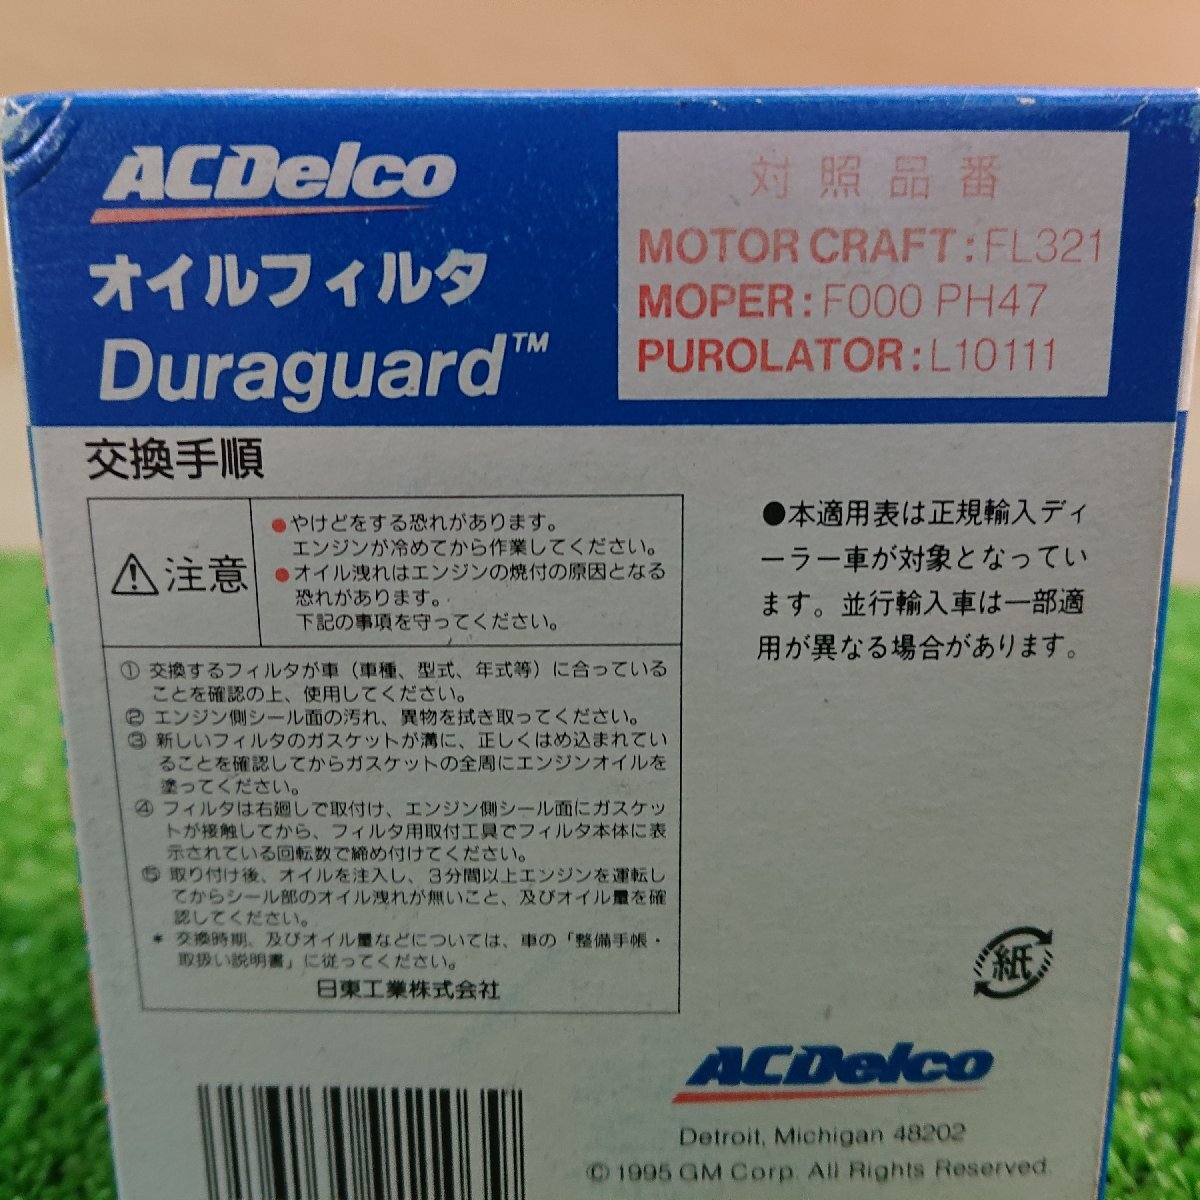 ACDelco
オイルフィルタ
Duraguard™
対照品番
MOTOR CRAFT : FL321
MOPER : F000 PH47
PUROLATOR : L10111
交換手順
⚠注意
●やけどをする恐れがあります。
エンジンが冷めてから作業してください。
●オイル洩れはエンジンの焼付の原因となる
恐れがあります。
下記の事項を守ってください。
① 交換するフィルタが車（車種、型式、年式等）に合っている
ことを確認の上、使用してください。
② エンジン側シール面の汚れ、異物を拭き取ってください。
③ 新しいフィルタのガスケットが溝に、正しくはめ込まれてい
ることを確認してからガスケットの全周にエンジンオイルを
塗ってください。
④ フィルタは右廻しで取付け、エンジン側シール面にガスケッ
トが接触してから、フィルタ用取付工具でフィルタ本体に表
示されている回転数で締め付けてください。
⑤ 取り付け後、オイルを注入し、3分間以上エンジンを運転し
てからシール部のオイル洩れが無いこと、及びオイル量を確
認してください。
* 交換時期、及びオイル量などについては、車の「整備手帳・
取扱い説明書」に従ってください。
日東工業株式会社
●本適用表は正規輸入ディ
ーラー車が対象となってい
ます。並行輸入車は一部適
用が異なる場合があります。
紙
ACDelco
Detroit, Michigan 48202
© 1995 GM Corp. All Rights Reserved.